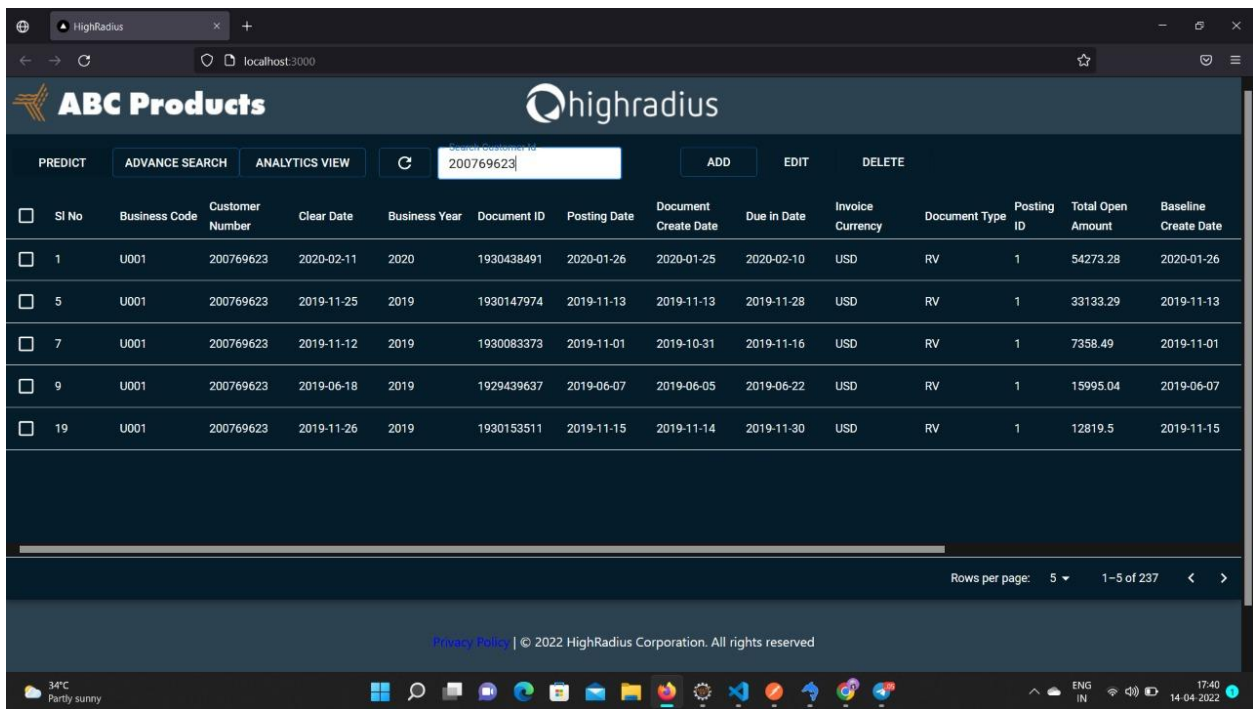 HighRadius
localhost:3000
ABC Products
highradius
PREDICT ADVANCE SEARCH ANALYTICS VIEW Search Customer Id 200769623 ADD EDIT DELETE
Sl No Business Code Customer Number Clear Date Business Year Document ID Posting Date Document Create Date Due in Date Invoice Currency Document Type Posting ID Total Open Amount Baseline Create Date
1 U001 200769623 2020-02-11 2020 1930438491 2020-01-26 2020-01-25 2020-02-10 USD RV 1 54273.28 2020-01-26
5 U001 200769623 2019-11-25 2019 1930147974 2019-11-13 2019-11-13 2019-11-28 USD RV 1 33133.29 2019-11-13
7 U001 200769623 2019-11-12 2019 1930083373 2019-11-01 2019-10-31 2019-11-16 USD RV 1 7358.49 2019-11-01
9 U001 200769623 2019-06-18 2019 1929439637 2019-06-07 2019-06-05 2019-06-22 USD RV 1 15995.04 2019-06-07
19 U001 200769623 2019-11-26 2019 1930153511 2019-11-15 2019-11-14 2019-11-30 USD RV 1 12819.5 2019-11-15
Rows per page: 5 1–5 of 237
Privacy Policy | © 2022 HighRadius Corporation. All rights reserved
34°C
Partly sunny
ENG
IN
17:40
14-04-2022
1